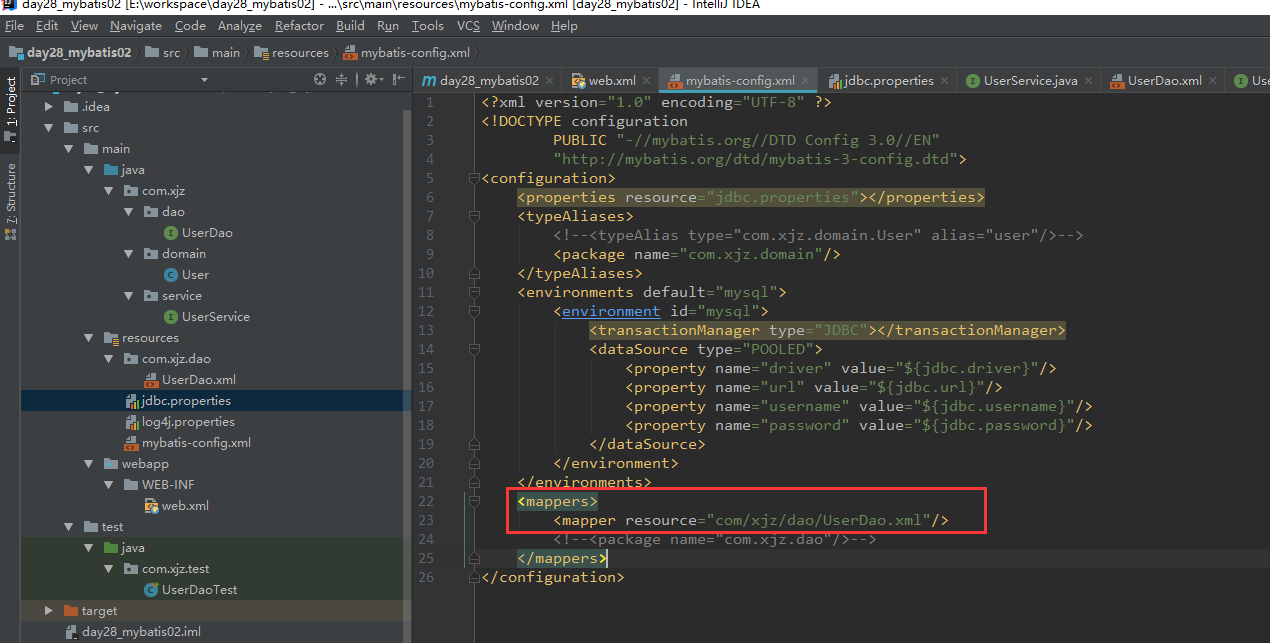 day28_mybatis02 [E:\workspace\day28_mybatis02] - ...\src\main\resources\mybatis-config.xml [day28_mybatis02] - IntelliJ IDEA
File Edit View Navigate Code Analyze Refactor Build Run Tools VCS Window Help
day28_mybatis02 src main resources mybatis-config.xml
Project
day28_mybatis02 web.xml mybatis-config.xml jdbc.properties UserService.java UserDao.xml Use
1: Project
7: Structure
.idea
src
main
java
com.xjz
dao
UserDao
domain
User
service
UserService
resources
com.xjz.dao
UserDao.xml
jdbc.properties
log4j.properties
mybatis-config.xml
webapp
WEB-INF
web.xml
test
java
com.xjz.test
UserDaoTest
target
day28_mybatis02.iml
1 <?xml version="1.0" encoding="UTF-8" ?>
2 <!DOCTYPE configuration
3 PUBLIC "-//mybatis.org//DTD Config 3.0//EN"
4 "http://mybatis.org/dtd/mybatis-3-config.dtd">
5 <configuration>
6 <properties resource="jdbc.properties"></properties>
7 <typeAliases>
8 <!--<typeAlias type="com.xjz.domain.User" alias="user"/>-->
9 <package name="com.xjz.domain"/>
10 </typeAliases>
11 <environments default="mysql">
12 <environment id="mysql">
13 <transactionManager type="JDBC"></transactionManager>
14 <dataSource type="POOLED">
15 <property name="driver" value="${jdbc.driver}"/>
16 <property name="url" value="${jdbc.url}"/>
17 <property name="username" value="${jdbc.username}"/>
18 <property name="password" value="${jdbc.password}"/>
19 </dataSource>
20 </environment>
21 </environments>
22 <mappers>
23 <mapper resource="com/xjz/dao/UserDao.xml"/>
24 <!--<package name="com.xjz.dao"/>-->
25 </mappers>
26 </configuration>